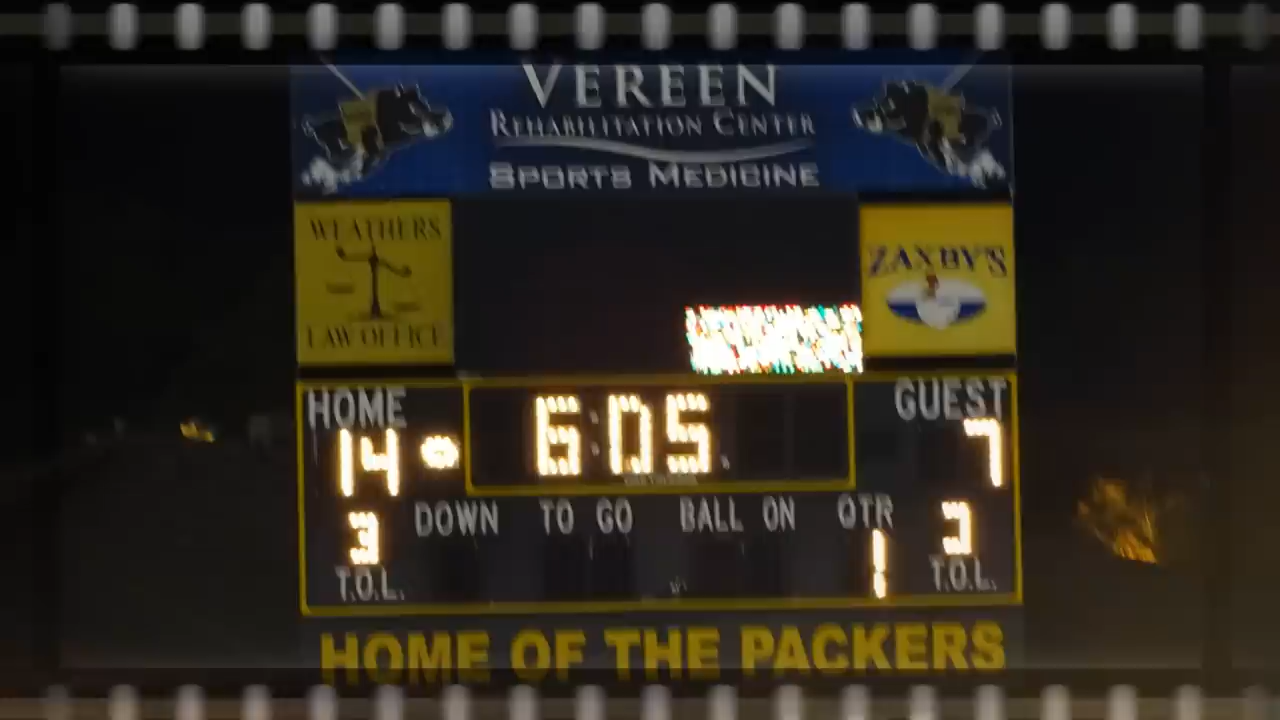 VEREEN
REHABILITATION CENTER
SPORTS MEDICINE
WEATHERS
LAW OFFICE
ZAXBY'S
HOME
6:05
GUEST
14
7
DOWN TO GO BALL ON QTR
3
1
T.O.L.
T.O.L.
HOME OF THE PACKERS